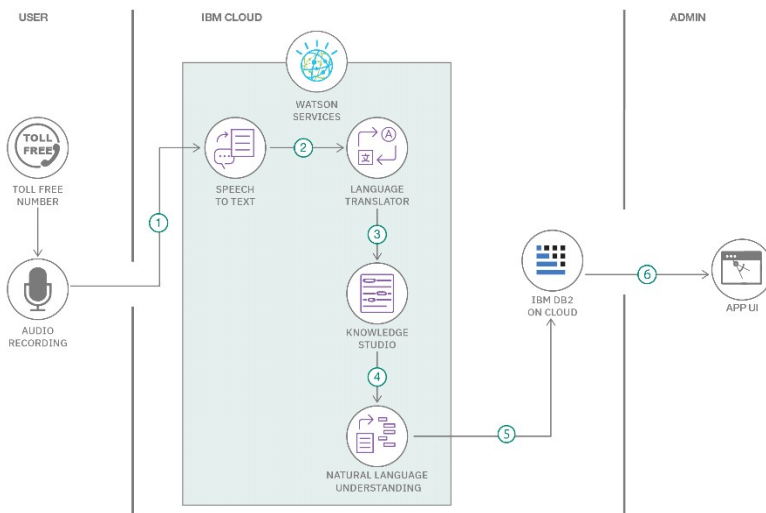 USER
IBM CLOUD
ADMIN
WATSON
SERVICES
TOLL
FREE
TOLL FREE
NUMBER
1
SPEECH
TO TEXT
2
A
文
LANGUAGE
TRANSLATOR
3
AUDIO
RECORDING
KNOWLEDGE
STUDIO
4
NATURAL LANGUAGE
UNDERSTANDING
5
IBM DB2
ON CLOUD
6
APP UI